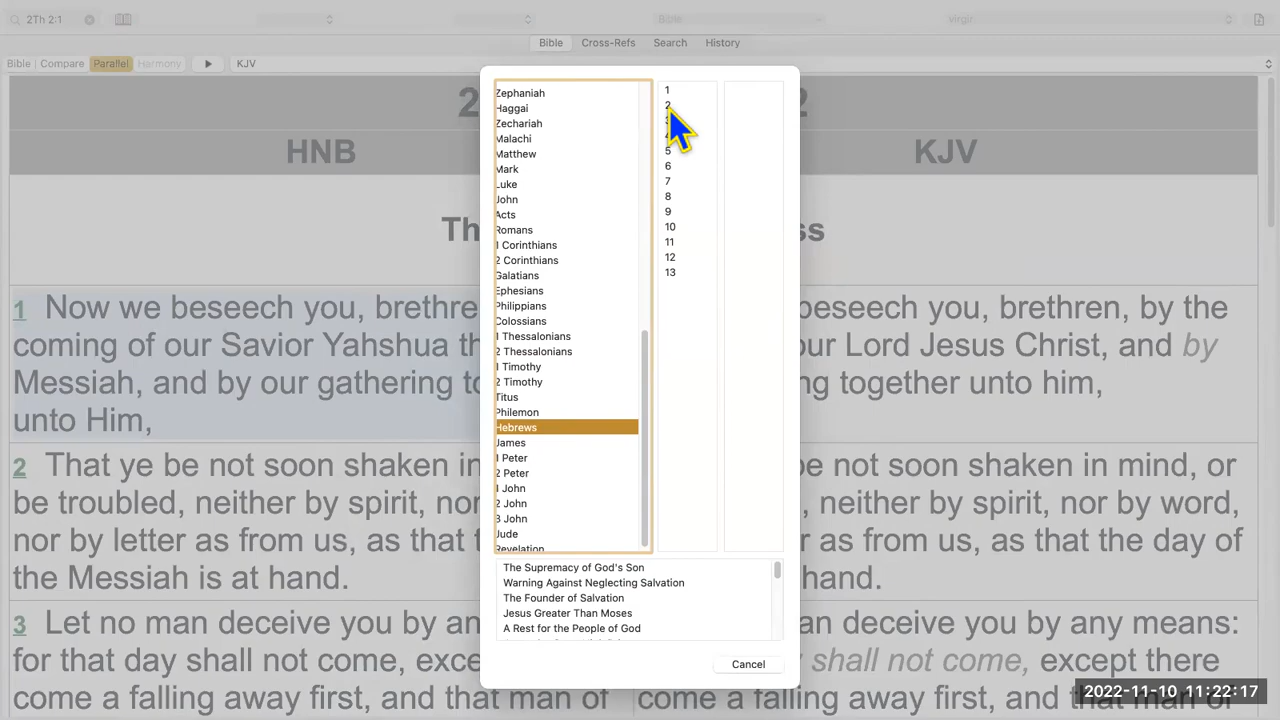 2Th 2:1
Bible
Virgil
Bible Cross-Refs Search History
Bible Compare Parallel Harmony KJV
HNB
KJV
1 Now we beseech you, brethre
coming of our Savior Yahshua
Messiah, and by our gathering
unto Him,
2 That ye be not soon shaken in
be troubled, neither by spirit, nor
nor by letter as from us, as that
the Messiah is at hand.
3 Let no man deceive you by an
for that day shall not come, exce
come a falling away first, and that man of
beseech you, brethren, by the
our Lord Jesus Christ, and by
together unto him,
be not soon shaken in mind, or
neither by spirit, nor by word,
er as from us, as that the day of
hand.
an deceive you by any means:
shall not come, except there
come a falling away first, and that man of
Zephaniah
Haggai
Zechariah
Malachi
Matthew
Mark
Luke
John
Acts
Romans
1 Corinthians
2 Corinthians
Galatians
Ephesians
Philippians
Colossians
1 Thessalonians
2 Thessalonians
1 Timothy
2 Timothy
Titus
Philemon
Hebrews
James
1 Peter
2 Peter
1 John
2 John
3 John
Jude
Revelation
1
2
3
5
6
7
8
9
10
11
12
13
The Supremacy of God's Son
Warning Against Neglecting Salvation
The Founder of Salvation
Jesus Greater Than Moses
A Rest for the People of God
Cancel
2022-11-10 11:22:17